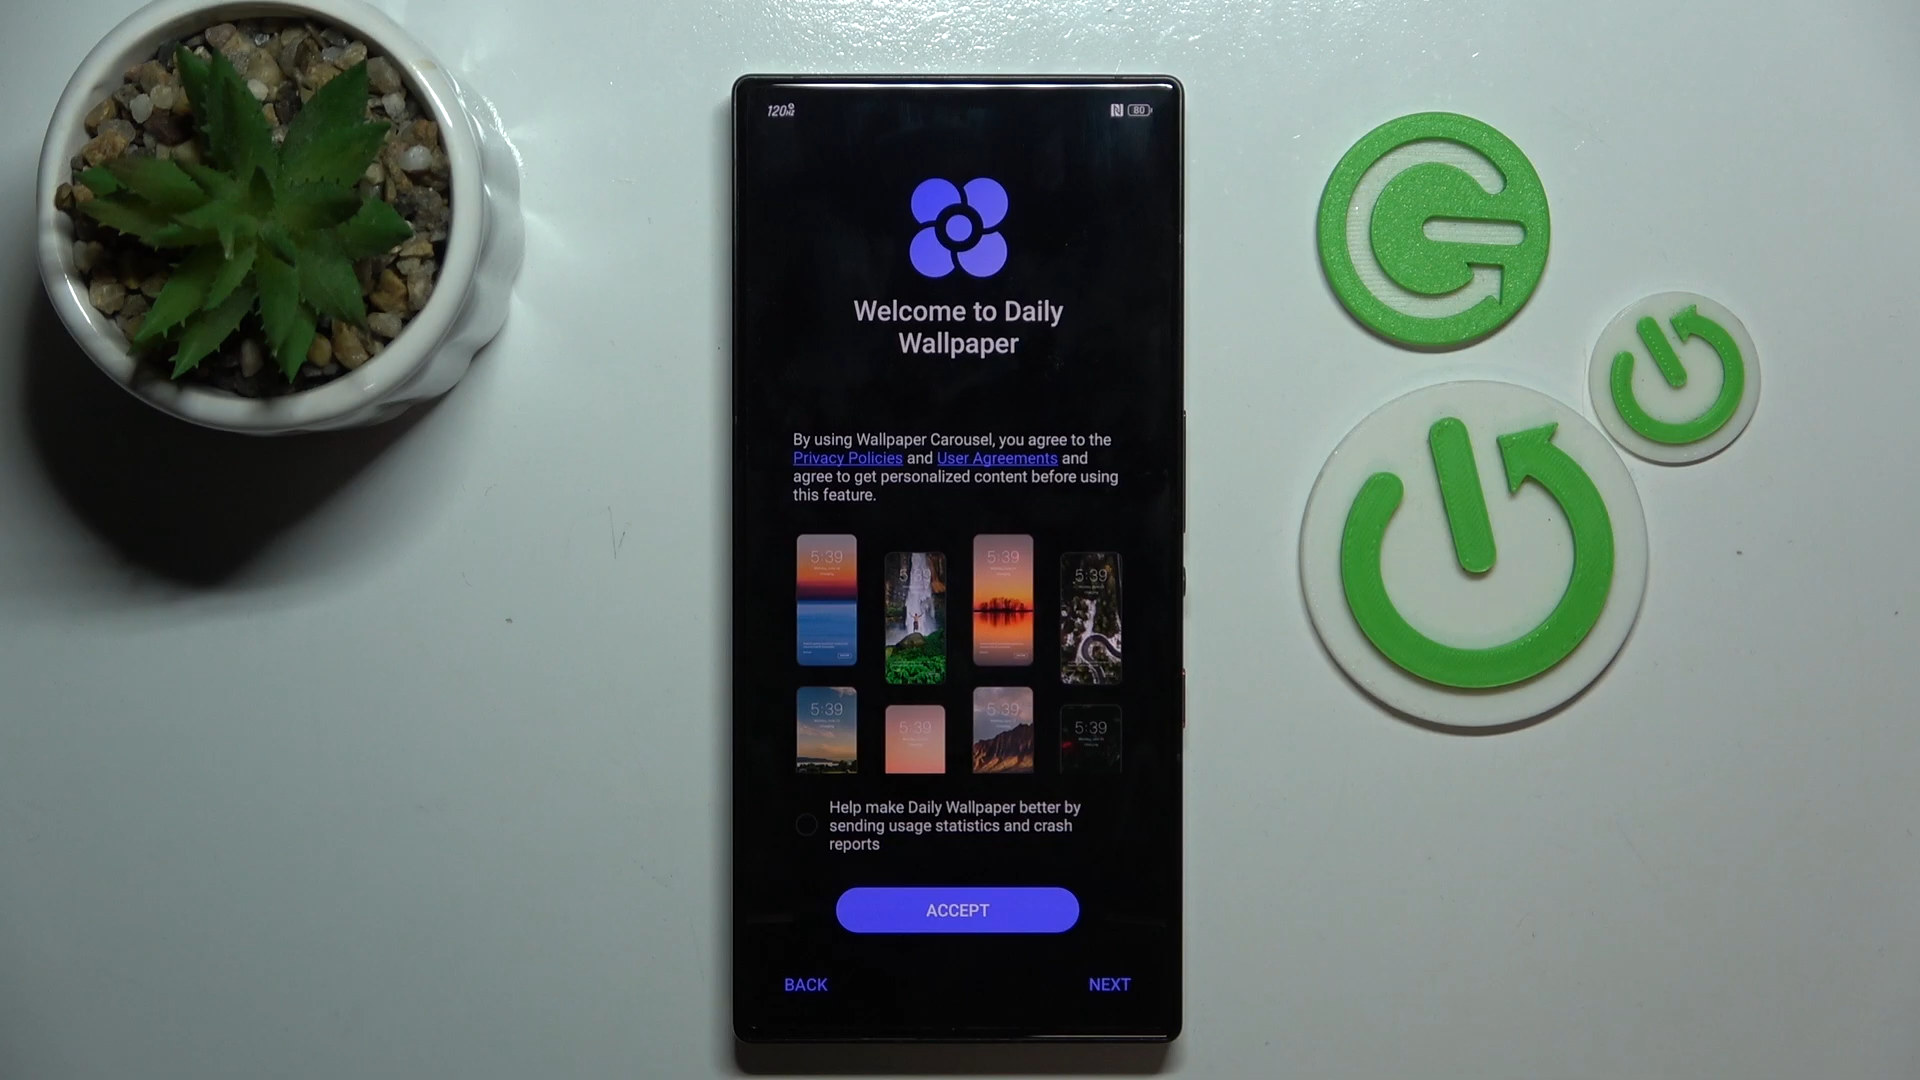 120Hz
80
Welcome to Daily
Wallpaper
By using Wallpaper Carousel, you agree to the
Privacy Policies and User Agreements and
agree to get personalized content before using
this feature.
5:39
5:39
5:39
5:39
5:39
5:39
5:39
5:39
Help make Daily Wallpaper better by
sending usage statistics and crash
reports
ACCEPT
BACK
NEXT